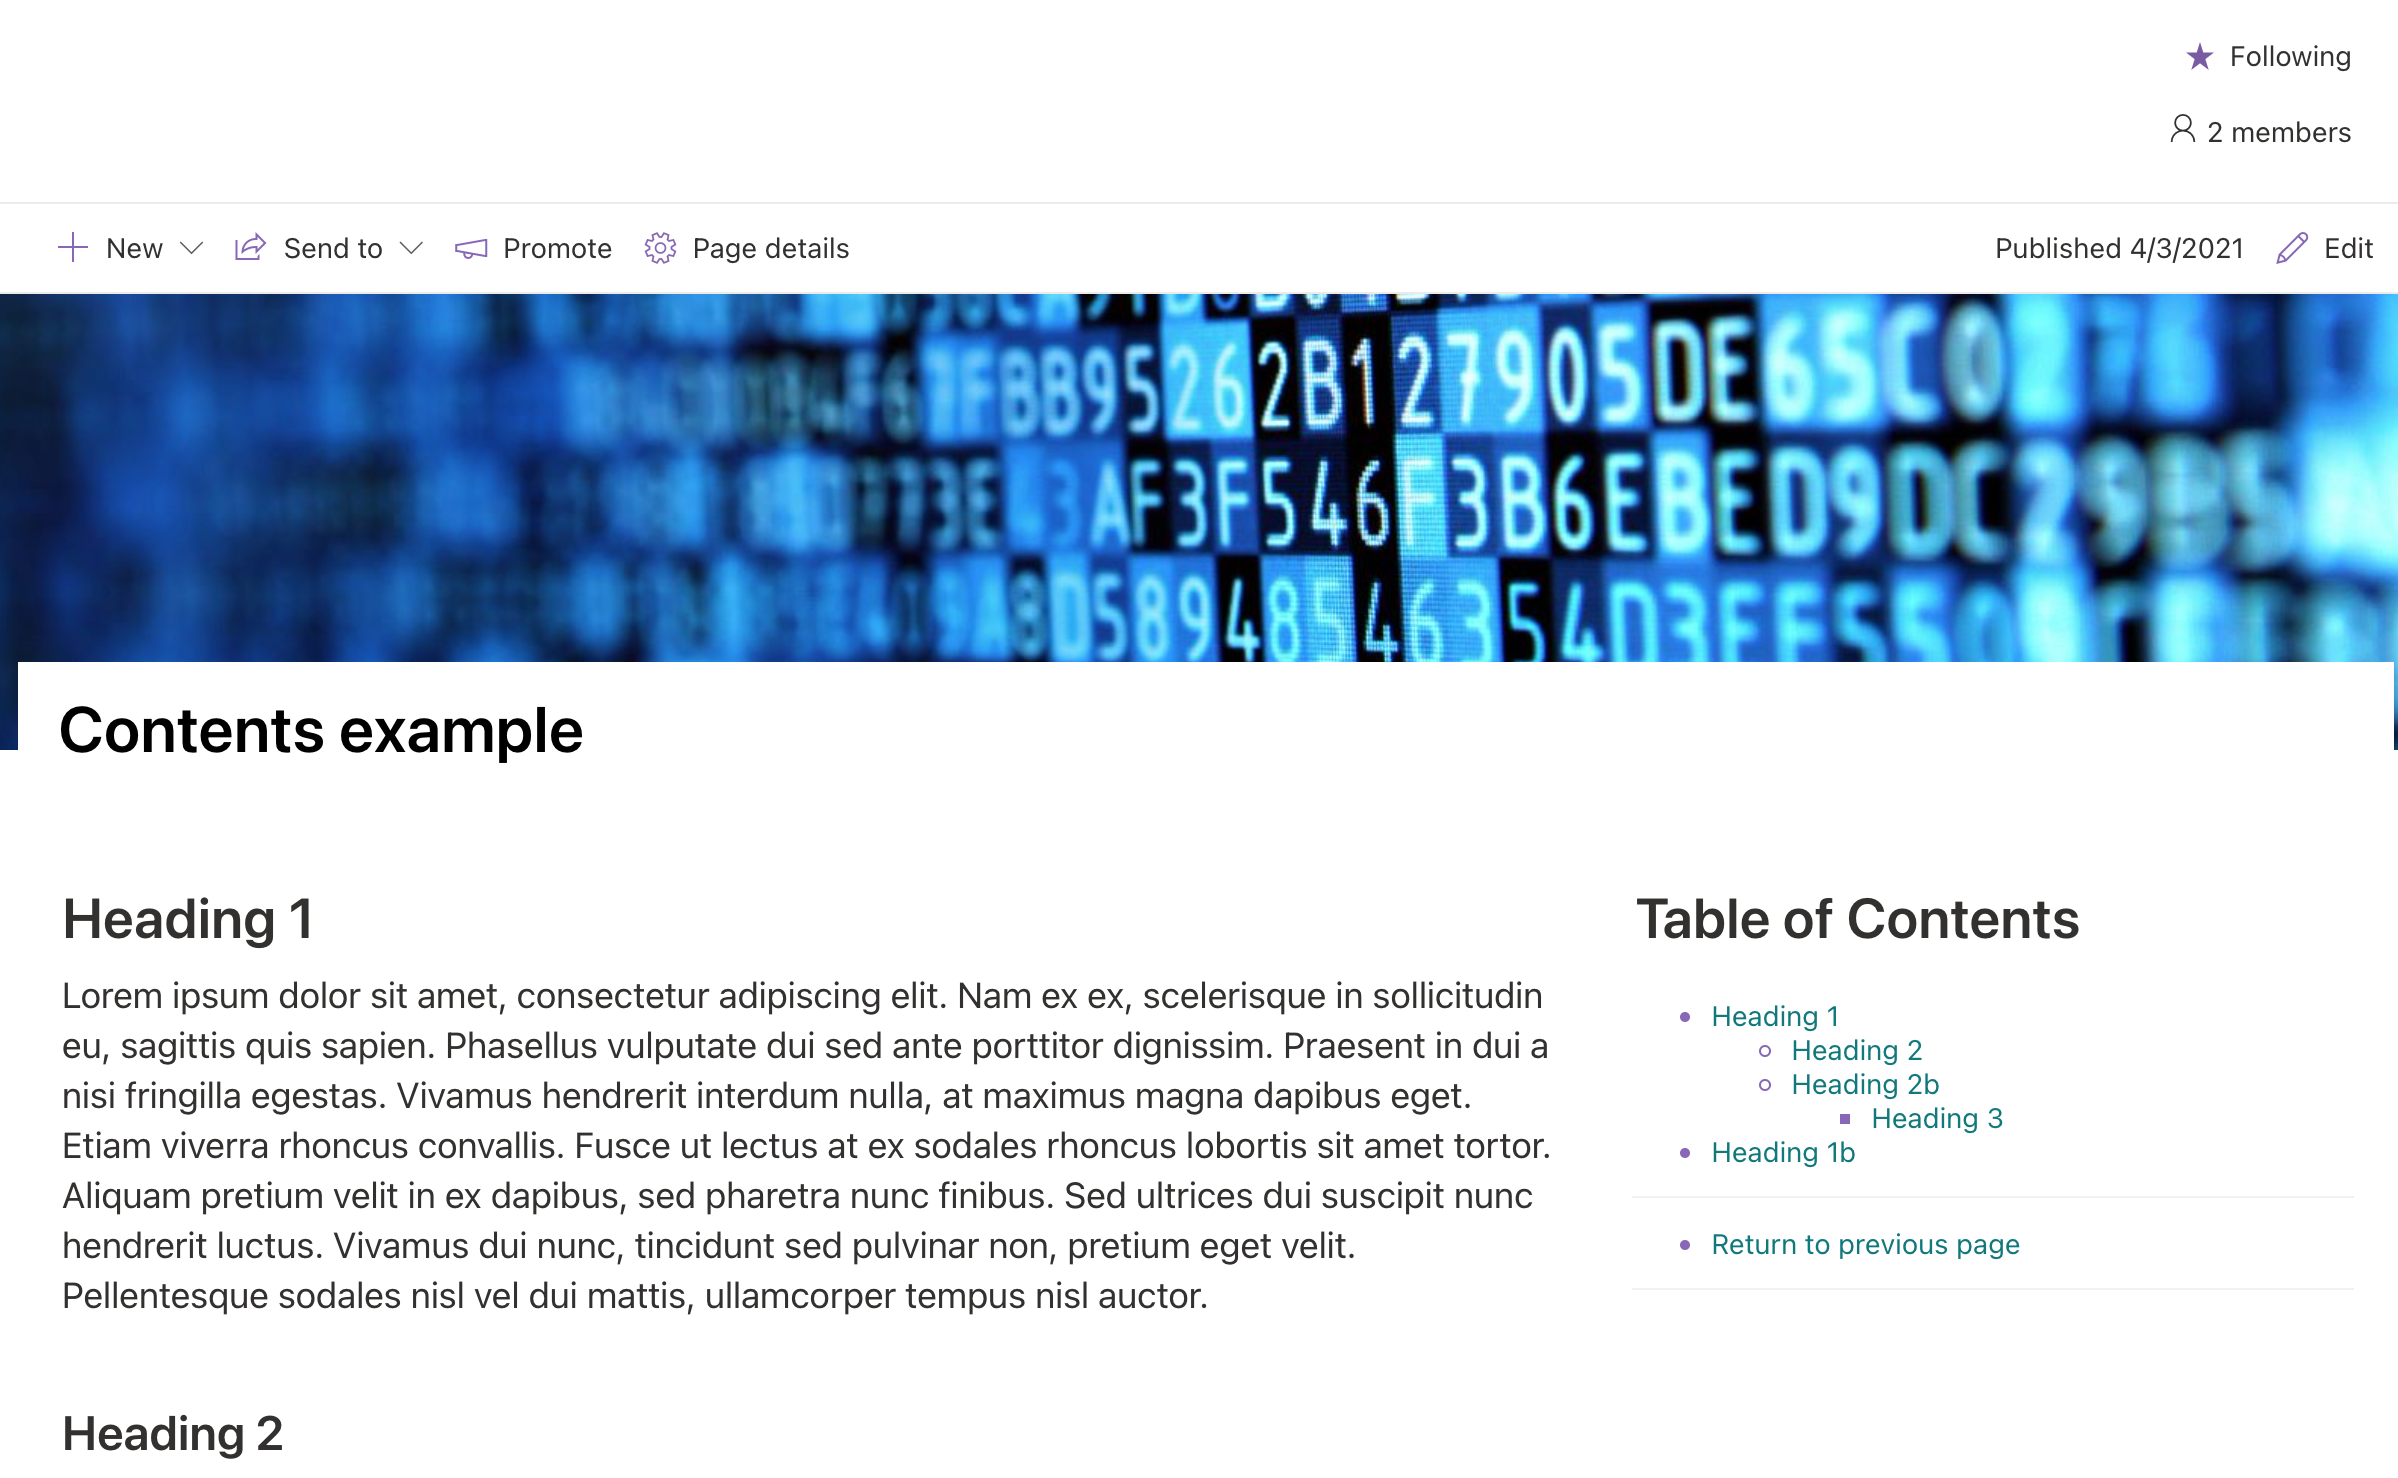 Following
2 members
New
Send to
Promote
Page details
Published 4/3/2021
Edit
7FBB952622B127905DE65C0
73E43AF3F546F3B6EBED9DC29
9A8D58948546354D3FF55
Contents example
Heading 1
Lorem ipsum dolor sit amet, consectetur adipiscing elit. Nam ex ex, scelerisque in sollicitudin
eu, sagittis quis sapien. Phasellus vulputate dui sed ante porttitor dignissim. Praesent in dui a
nisi fringilla egestas. Vivamus hendrerit interdum nulla, at maximus magna dapibus eget.
Etiam viverra rhoncus convallis. Fusce ut lectus at ex sodales rhoncus lobortis sit amet tortor.
Aliquam pretium velit in ex dapibus, sed pharetra nunc finibus. Sed ultrices dui suscipit nunc
hendrerit luctus. Vivamus dui nunc, tincidunt sed pulvinar non, pretium eget velit.
Pellentesque sodales nisl vel dui mattis, ullamcorper tempus nisl auctor.
Heading 2
Table of Contents
Heading 1
Heading 2
Heading 2b
Heading 3
Heading 1b
Return to previous page